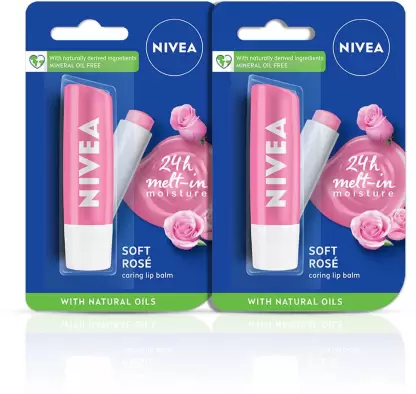 NIVEA
With naturally derived ingredients
MINERAL OIL FREE
NIVEA
24h
melt-in
moisture
SOFT
ROSÉ
caring lip balm
WITH NATURAL OILS
NIVEA
With naturally derived ingredients
MINERAL OIL FREE
NIVEA
24h
melt-in
moisture
SOFT
ROSÉ
caring lip balm
WITH NATURAL OILS